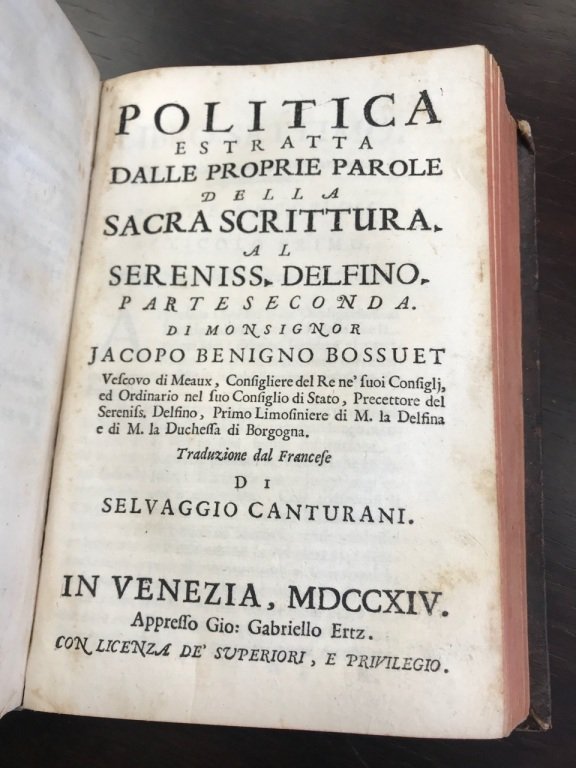 POLITICA
ESTRATTA
DALLE PROPRIE PAROLE
DELLA
SACRA SCRITTURA.
AL
SERENISS. DELFINO.
PARTE SECONDA.
DI MONSIGNOR
JACOPO BENIGNO BOSSUET
Veſcovo di Meaux, Conſigliere del Re ne' ſuoi Conſiglj,
ed Ordinario nel ſuo Conſiglio di Stato, Precettore del
Sereniſs. Delfino, Primo Limoſiniere di M. la Delfina
e di M. la Ducheſſa di Borgogna.
Traduzione dal Franceſe
DI
SELVAGGIO CANTURANI.
IN VENEZIA, MDCCXIV.
Appreſſo Gio: Gabriello Ertz.
CON LICENZA DE' SUPERIORI, E PRIVILEGIO.